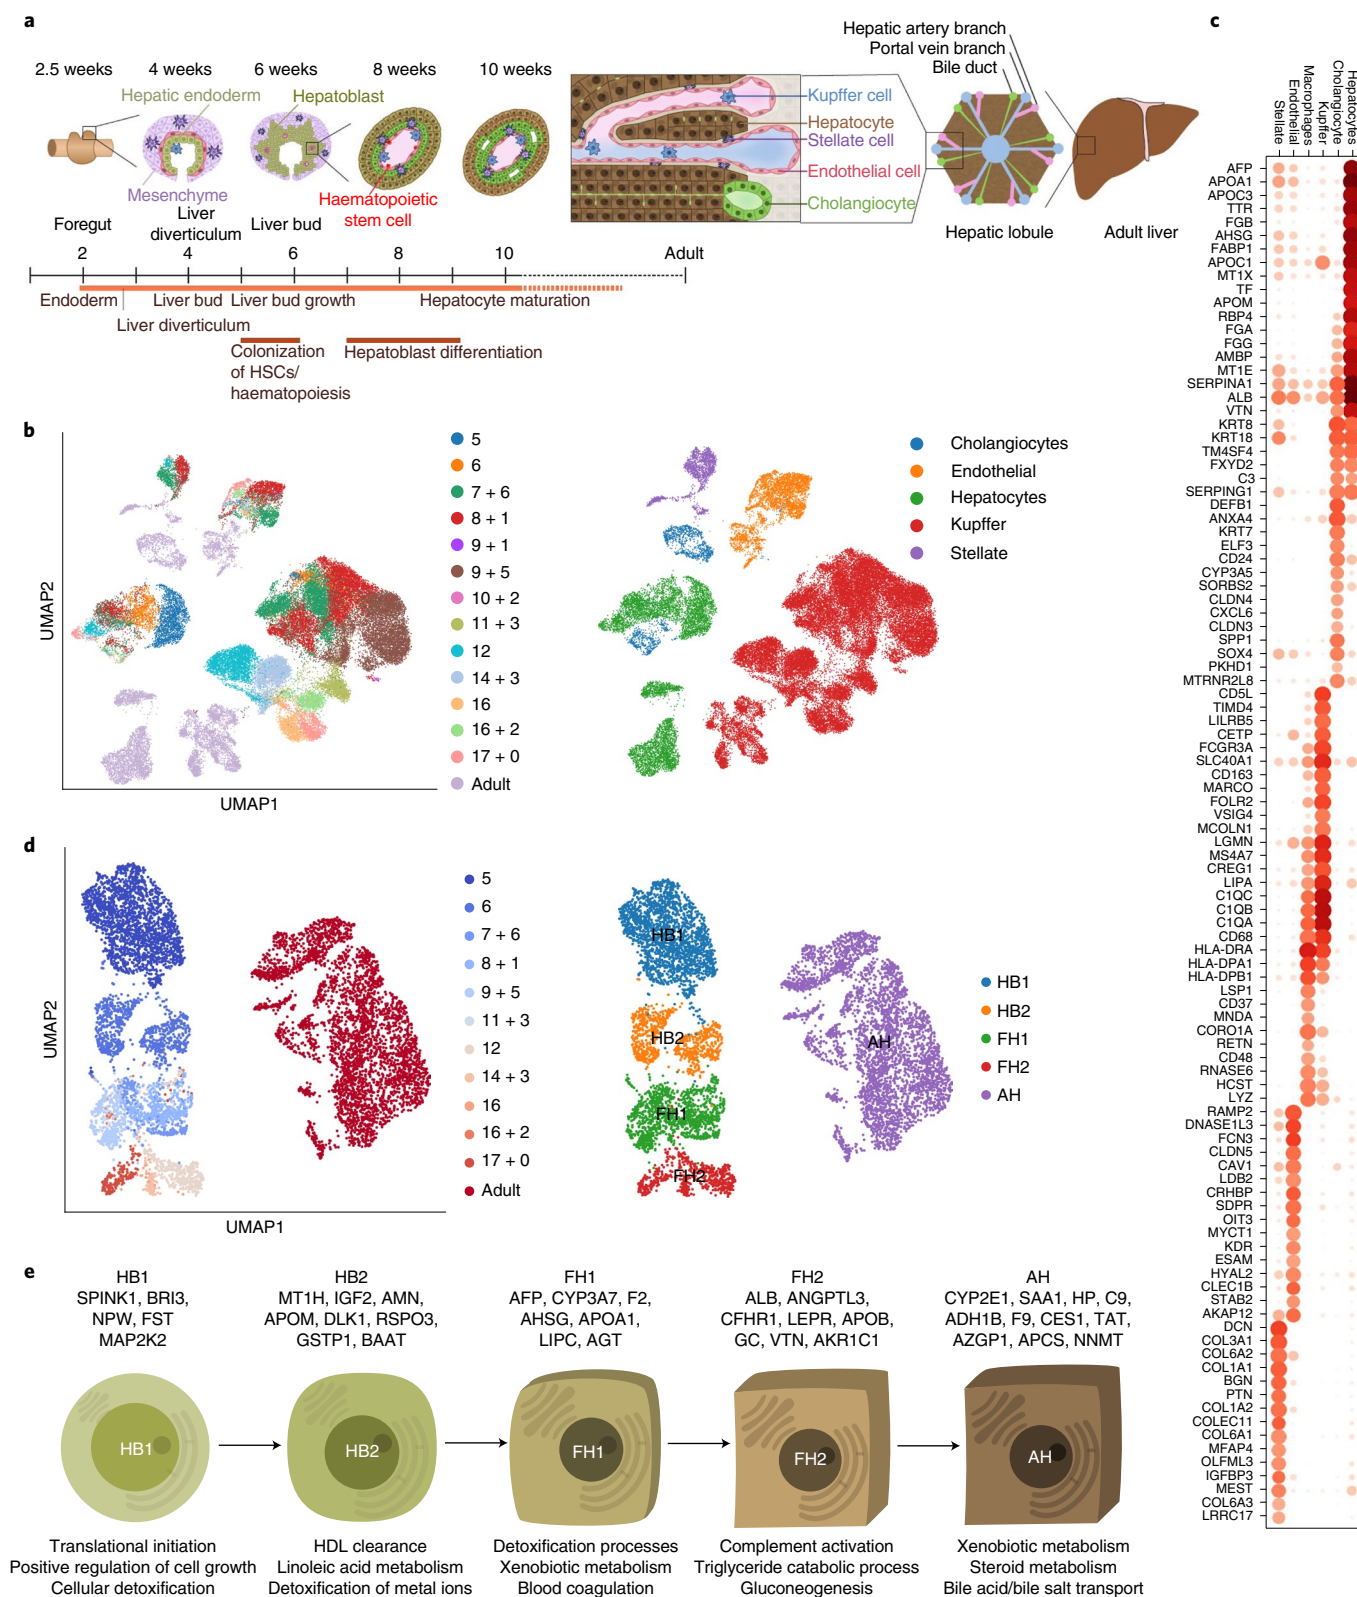 a
2.5 weeks
4 weeks
6 weeks
8 weeks
10 weeks
Hepatic endoderm
Hepatoblast
Mesenchyme
Haematopoietic
stem cell
Foregut
Liver
diverticulum
Liver bud
Kupffer cell
Hepatocyte
Stellate cell
Endothelial cell
Cholangiocyte
Hepatic artery branch
Portal vein branch
Bile duct
Hepatic lobule
Adult liver
2
4
6
8
10
Adult
Endoderm
Liver bud
Liver bud growth
Hepatocyte maturation
Liver diverticulum
Colonization
of HSCs/
haematopoiesis
Hepatoblast differentiation
b
UMAP2
UMAP1
5
6
7 + 6
8 + 1
9 + 1
9 + 5
10 + 2
11 + 3
12
14 + 3
16
16 + 2
17 + 0
Adult
Cholangiocytes
Endothelial
Hepatocytes
Kupffer
Stellate
c
Stellate
Endothelial
Macrophages
Kupffer
Cholangiocyte
Hepatocytes
AFP
APOA1
APOC3
TTR
FGB
AHSG
FABP1
APOC1
MT1X
TF
APOM
RBP4
FGA
FGG
AMBP
MT1E
SERPINA1
ALB
VTN
KRT8
KRT18
TM4SF4
FXYD2
C3
SERPING1
DEFB1
ANXA4
KRT7
ELF3
CD24
CYP3A5
SORBS2
CLDN4
CXCL6
CLDN3
SPP1
SOX4
PKHD1
MTRNR2L8
CD5L
TIMD4
LILRB5
CETP
FCGR3A
SLC40A1
CD163
MARCO
FOLR2
VSIG4
MCOLN1
LGMN
MS4A7
CREG1
LIPA
C1QC
C1QB
C1QA
CD68
HLA-DRA
HLA-DPA1
HLA-DPB1
LSP1
CD37
MNDA
CORO1A
RETN
CD48
RNASE6
HCST
LYZ
RAMP2
DNASE1L3
FCN3
CLDN5
CAV1
LDB2
CRHBP
SDPR
OIT3
MYCT1
KDR
ESAM
HYAL2
CLEC1B
STAB2
AKAP12
DCN
COL3A1
COL6A2
COL1A1
BGN
PTN
COL1A2
COLEC11
COL6A1
MFAP4
OLFML3
IGFBP3
MEST
COL6A3
LRRC17
d
UMAP2
UMAP1
5
6
7 + 6
8 + 1
9 + 5
11 + 3
12
14 + 3
16
16 + 2
17 + 0
Adult
HB1
HB2
FH1
FH2
AH
HB1
HB2
FH1
FH2
AH
e
HB1
SPINK1, BRI3,
NPW, FST
MAP2K2
HB2
MT1H, IGF2, AMN,
APOM, DLK1, RSPO3,
GSTP1, BAAT
FH1
AFP, CYP3A7, F2,
AHSG, APOA1,
LIPC, AGT
FH2
ALB, ANGPTL3,
CFHR1, LEPR, APOB,
GC, VTN, AKR1C1
AH
CYP2E1, SAA1, HP, C9,
ADH1B, F9, CES1, TAT,
AZGP1, APCS, NNMT
HB1
HB2
FH1
FH2
AH
Translational initiation
Positive regulation of cell growth
Cellular detoxification
HDL clearance
Linoleic acid metabolism
Detoxification of metal ions
Detoxification processes
Xenobiotic metabolism
Blood coagulation
Complement activation
Triglyceride catabolic process
Gluconeogenesis
Xenobiotic metabolism
Steroid metabolism
Bile acid/bile salt transport